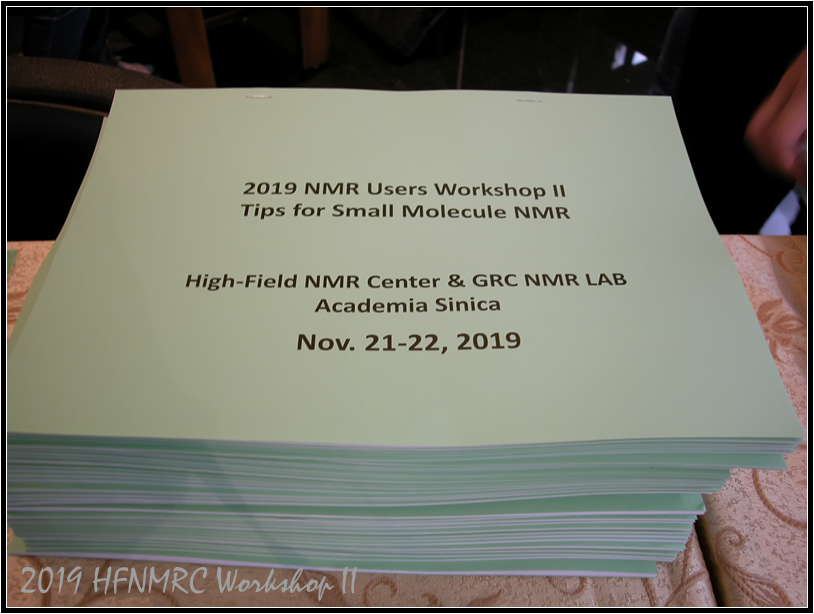 2019 NMR Users Workshop II
Tips for Small Molecule NMR
High-Field NMR Center & GRC NMR LAB
Academia Sinica
Nov. 21-22, 2019
2019 HFNMRC Workshop II